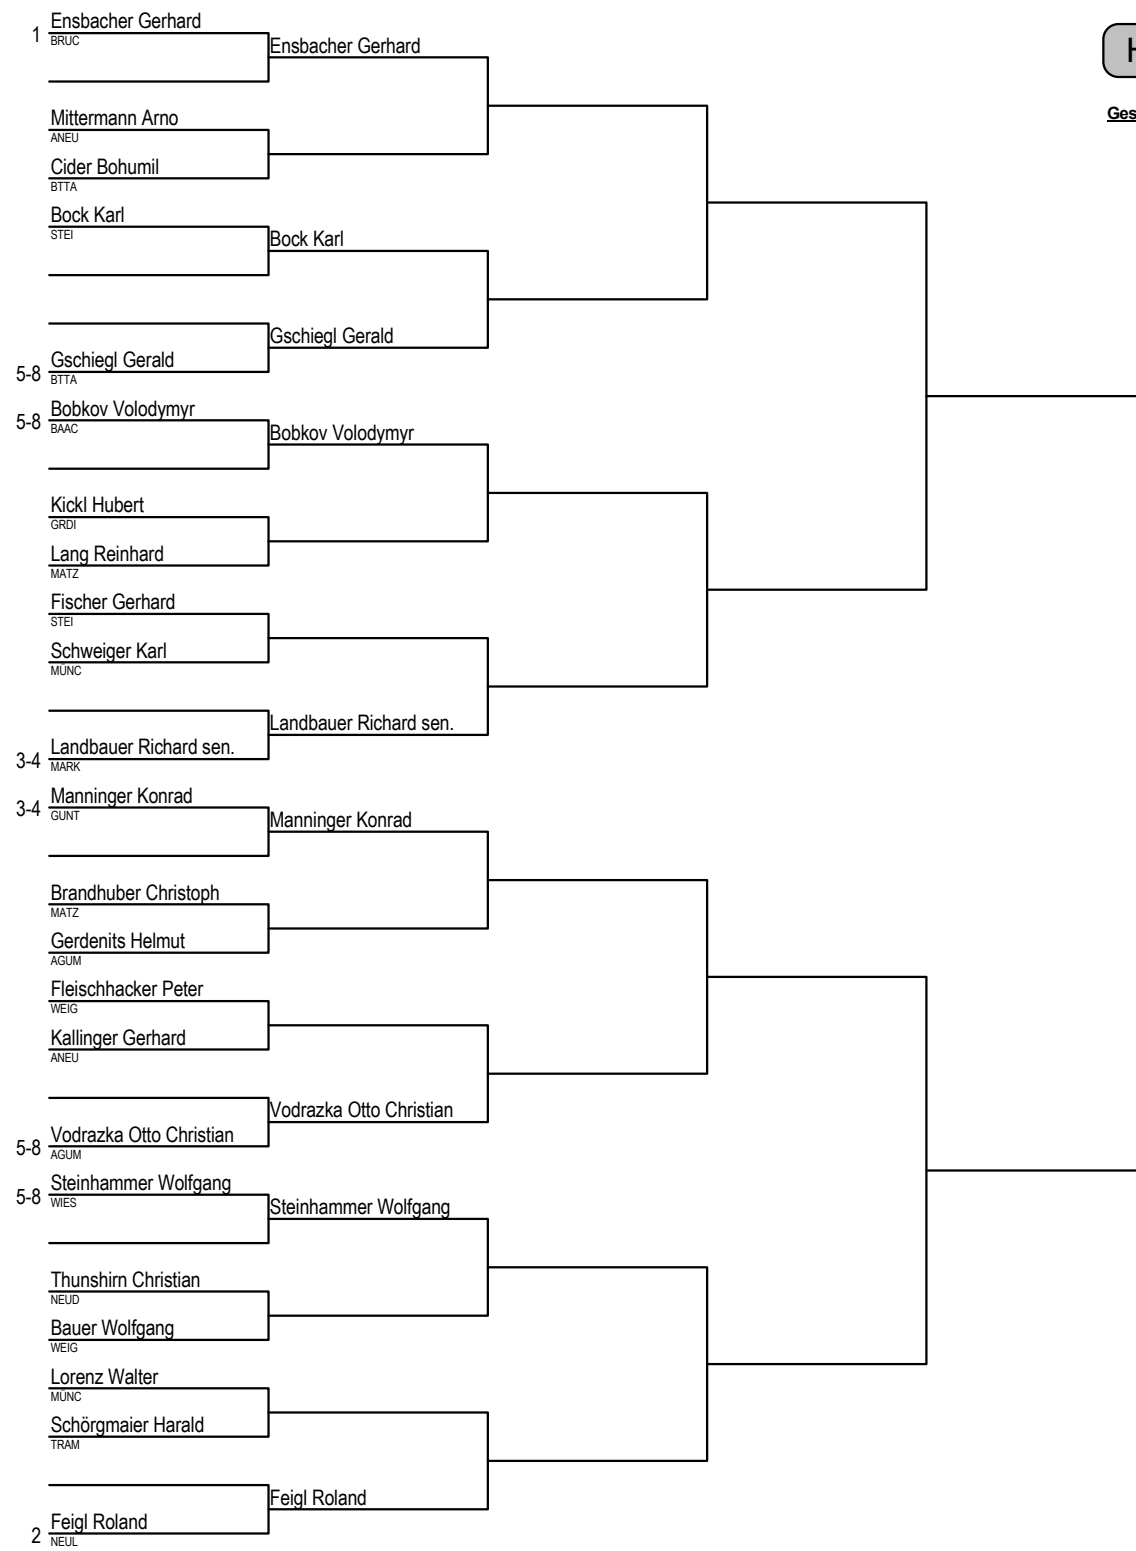 Ensbacher Gerhard
1
BRUC
Ensbacher Gerhard
H
Mittermann Arno
Ges
ANEU
Cider Bohumil
BTTA
Bock Karl
STEI
Bock Karl
Gschiegl Gerald
Gschiegl Gerald
5-8
BTTA
Bobkov Volodymyr
5-8
BAAC
Bobkov Volodymyr
Kickl Hubert
GRDI
Lang Reinhard
MATZ
Fischer Gerhard
STEI
Schweiger Karl
MÜNC
Landbauer Richard sen.
Landbauer Richard sen.
3-4
MARK
Manninger Konrad
3-4
GUNT
Manninger Konrad
Brandhuber Christoph
MATZ
Gerdenits Helmut
AGUM
Fleischhacker Peter
WEIG
Kallinger Gerhard
ANEU
Vodrazka Otto Christian
Vodrazka Otto Christian
5-8
AGUM
Steinhammer Wolfgang
5-8
WIES
Steinhammer Wolfgang
Thunshirn Christian
NEUD
Bauer Wolfgang
WEIG
Lorenz Walter
MÜNC
Schörgmaier Harald
TRAM
Feigl Roland
Feigl Roland
2
NEUL